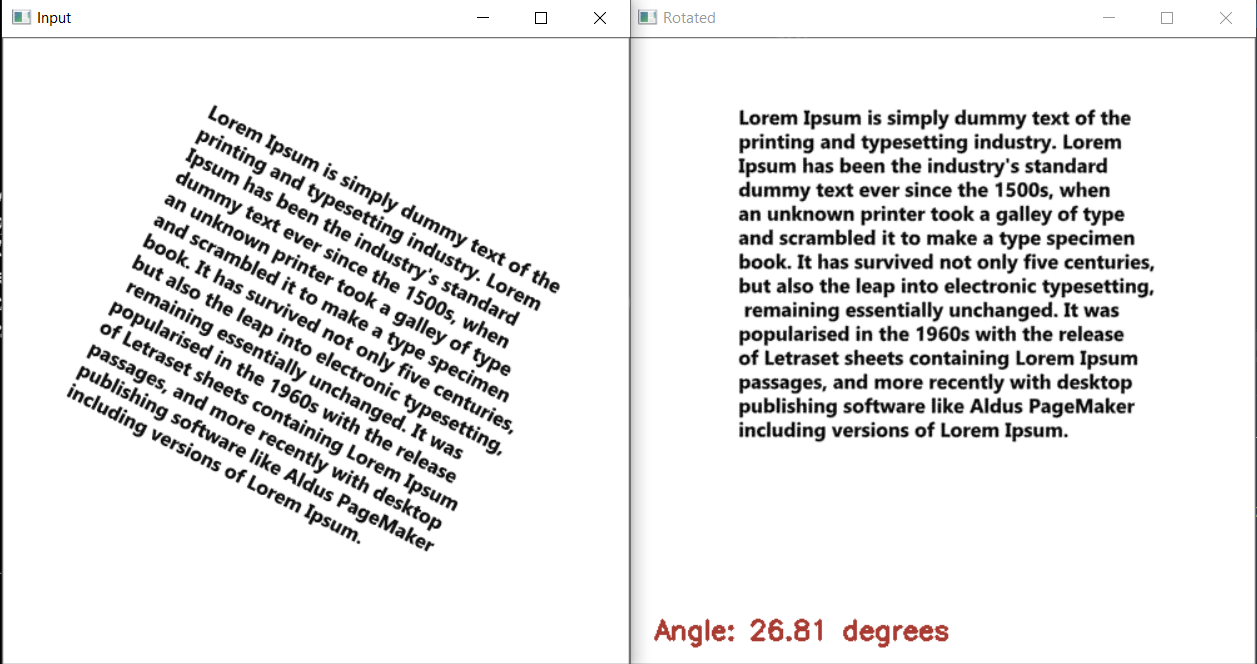 Input
Lorem Ipsum is simply dummy text of the
printing and typesetting industry. Lorem
Ipsum has been the industry's standard
dummy text ever since the 1500s, when
an unknown printer took a galley of type
and scrambled it to make a type specimen
book. It has survived not only five centuries,
but also the leap into electronic typesetting,
remaining essentially unchanged. It was
popularised in the 1960s with the release
of Letraset sheets containing Lorem Ipsum
passages, and more recently with desktop
publishing software like Aldus PageMaker
including versions of Lorem Ipsum.
Rotated
Lorem Ipsum is simply dummy text of the
printing and typesetting industry. Lorem
Ipsum has been the industry's standard
dummy text ever since the 1500s, when
an unknown printer took a galley of type
and scrambled it to make a type specimen
book. It has survived not only five centuries,
but also the leap into electronic typesetting,
remaining essentially unchanged. It was
popularised in the 1960s with the release
of Letraset sheets containing Lorem Ipsum
passages, and more recently with desktop
publishing software like Aldus PageMaker
including versions of Lorem Ipsum.
Angle: 26.81 degrees